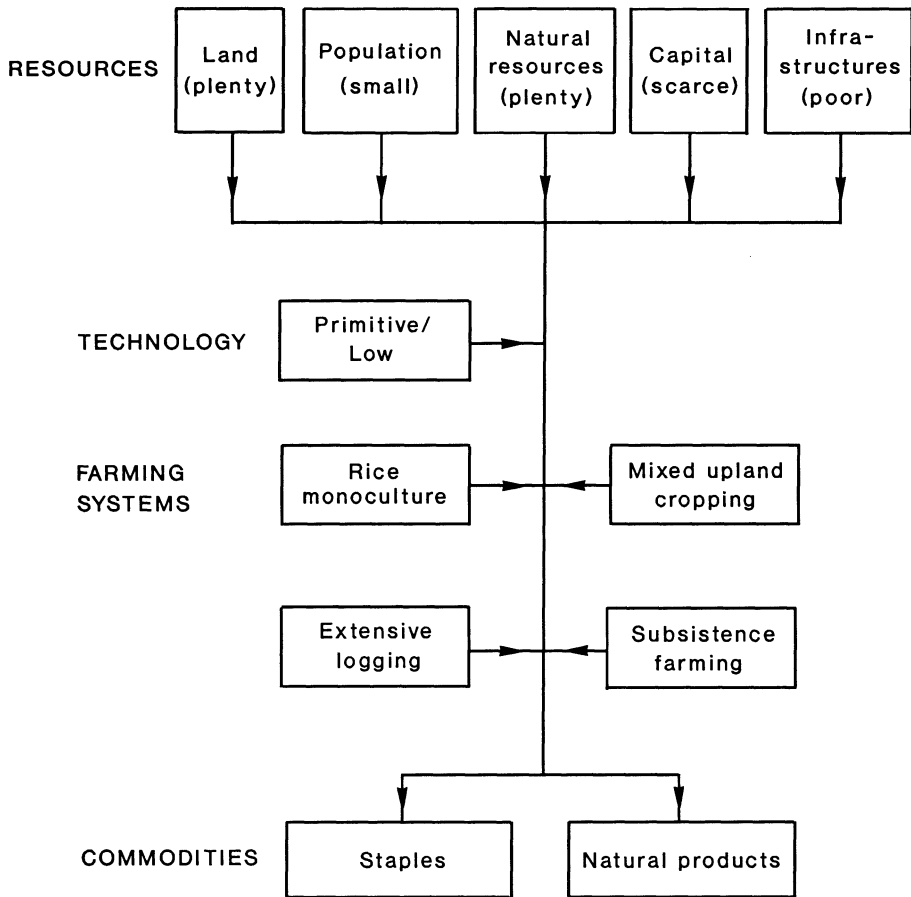 RESOURCES
Land
(plenty)
Population
(small)
Natural
resources
(plenty)
Capital
(scarce)
Infra-
structures
(poor)
TECHNOLOGY
Primitive/
Low
FARMING
SYSTEMS
Rice
monoculture
Mixed upland
cropping
Extensive
logging
Subsistence
farming
COMMODITIES
Staples
Natural products